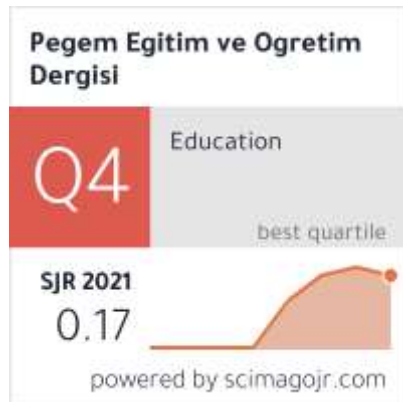 Pegem Egitim ve Ogretim
Dergisi
Q4
Education
best quartile
SJR 2021
0.17
powered by scimagojr.com